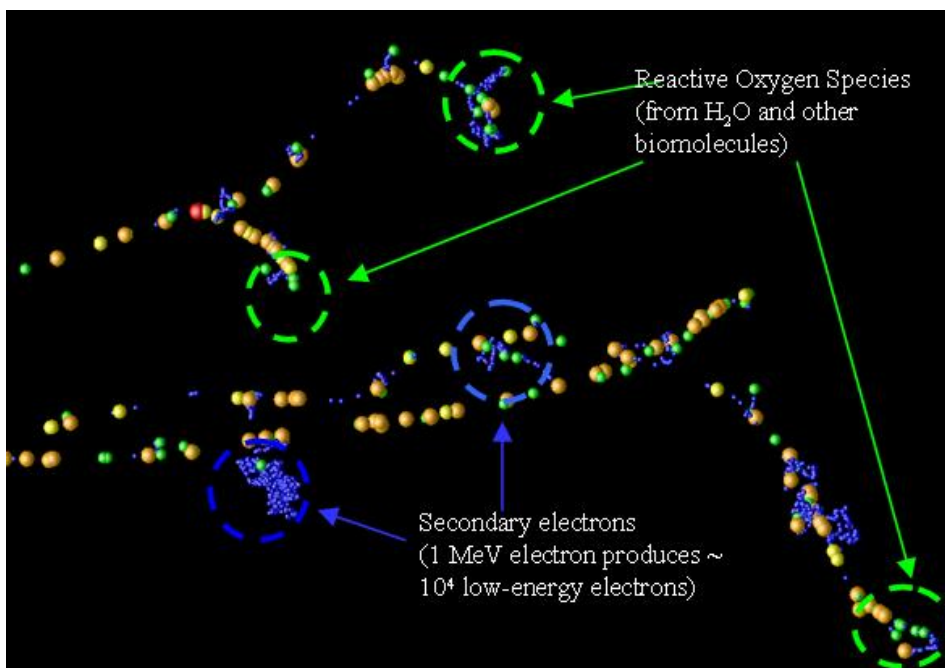 Reactive Oxygen Species
(from H₂O and other
biomolecules)
Secondary electrons
(1 MeV electron produces ~
10⁴ low-energy electrons)